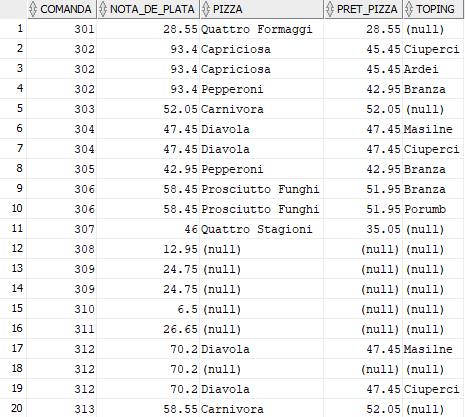 COMANDA NOTA_DE_PLATA PIZZA PRET_PIZZA TOPING
1 301 28.55 Quattro Formaggi 28.55 (null)
2 302 93.4 Capriciosa 45.45 Ciuperci
3 302 93.4 Capriciosa 45.45 Ardei
4 302 93.4 Pepperoni 42.95 Branza
5 303 52.05 Carnivora 52.05 (null)
6 304 47.45 Diavola 47.45 Masilne
7 304 47.45 Diavola 47.45 Ciuperci
8 305 42.95 Pepperoni 42.95 Branza
9 306 58.45 Prosciutto Funghi 51.95 Branza
10 306 58.45 Prosciutto Funghi 51.95 Porumb
11 307 46 Quattro Stagioni 35.05 (null)
12 308 12.95 (null) (null) (null)
13 309 24.75 (null) (null) (null)
14 309 24.75 (null) (null) (null)
15 310 6.5 (null) (null) (null)
16 311 26.65 (null) (null) (null)
17 312 70.2 Diavola 47.45 Masilne
18 312 70.2 (null) (null) (null)
19 312 70.2 Diavola 47.45 Ciuperci
20 313 58.55 Carnivora 52.05 (null)